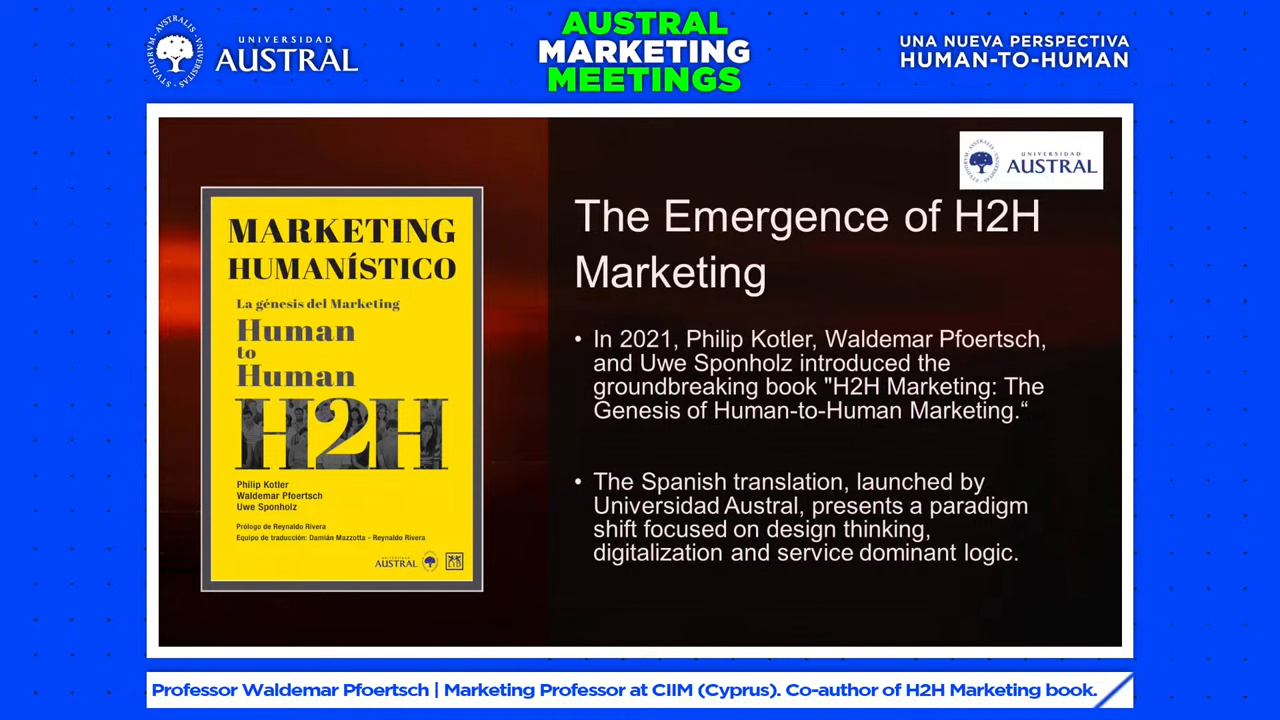 STVDIORVM VNIVERSITAS AVSTRALIS
UNIVERSIDAD
AUSTRAL
AUSTRAL
MARKETING
MEETINGS
UNA NUEVA PERSPECTIVA
HUMAN-TO-HUMAN
UNIVERSIDAD
AUSTRAL
MARKETING
HUMANÍSTICO
La génesis del Marketing
Human
to
Human
H2H
Philip Kotler
Waldemar Pfoertsch
Uwe Sponholz
Prólogo de Reynaldo Rivera
Equipo de traducción: Damián Mazzotta - Reynaldo Rivera
UNIVERSIDAD
AUSTRAL
LID
The Emergence of H2H
Marketing
• In 2021, Philip Kotler, Waldemar Pfoertsch,
and Uwe Sponholz introduced the
groundbreaking book "H2H Marketing: The
Genesis of Human-to-Human Marketing.“
• The Spanish translation, launched by
Universidad Austral, presents a paradigm
shift focused on design thinking,
digitalization and service dominant logic.
Professor Waldemar Pfoertsch | Marketing Professor at CIIM (Cyprus). Co-author of H2H Marketing book.